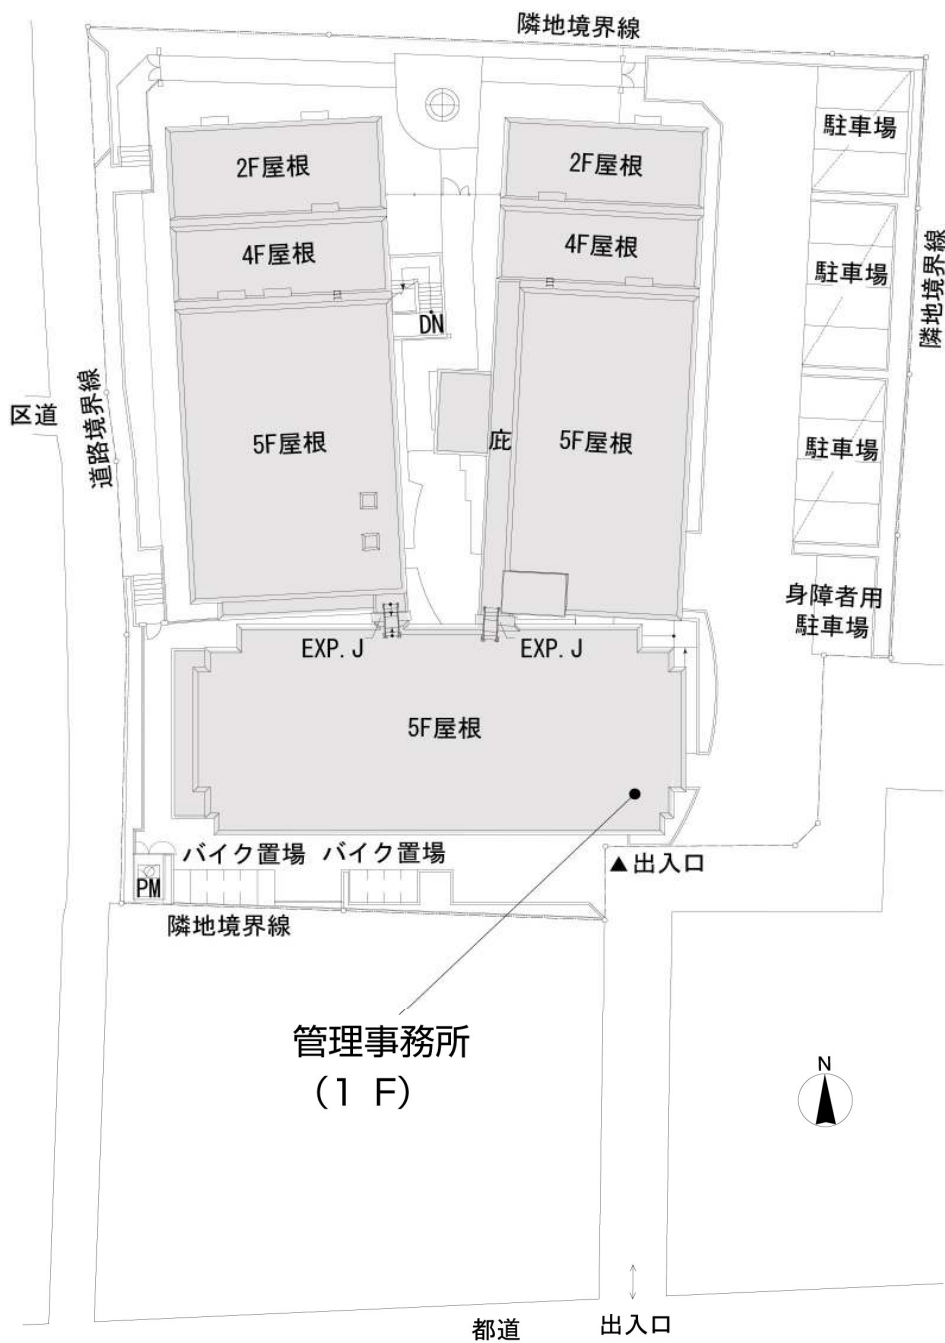 隣地境界線
駐車場
2F屋根
2F屋根
4F屋根
4F屋根
駐車場
隣地境界線
DN
区道
道路境界線
5F屋根
庇
5F屋根
駐車場
身障者用
駐車場
EXP.J
EXP.J
5F屋根
バイク置場
バイク置場
▲出入口
PM
隣地境界線
管理事務所
(1 F)
N
都道
出入口